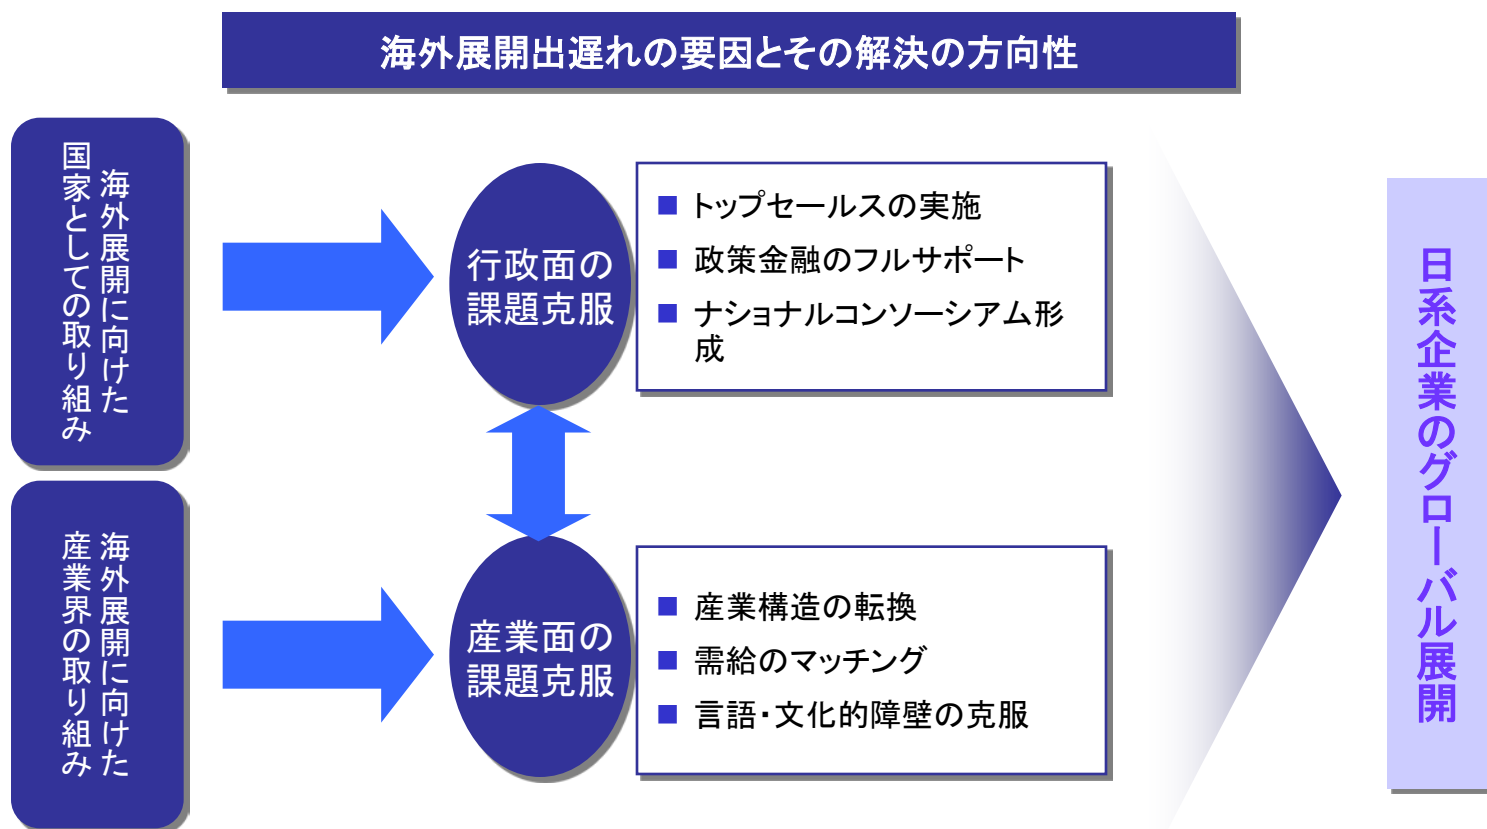 海外展開出遅れの要因とその解決の方向性
海外展開に向けた
国家としての取り組み
行政面の
課題克服
■ トップセールスの実施
■ 政策金融のフルサポート
■ ナショナルコンソーシアム形
成
海外展開に向けた
産業界の取り組み
産業面の
課題克服
■ 産業構造の転換
■ 需給のマッチング
■ 言語・文化的障壁の克服
日系企業のグローバル展開